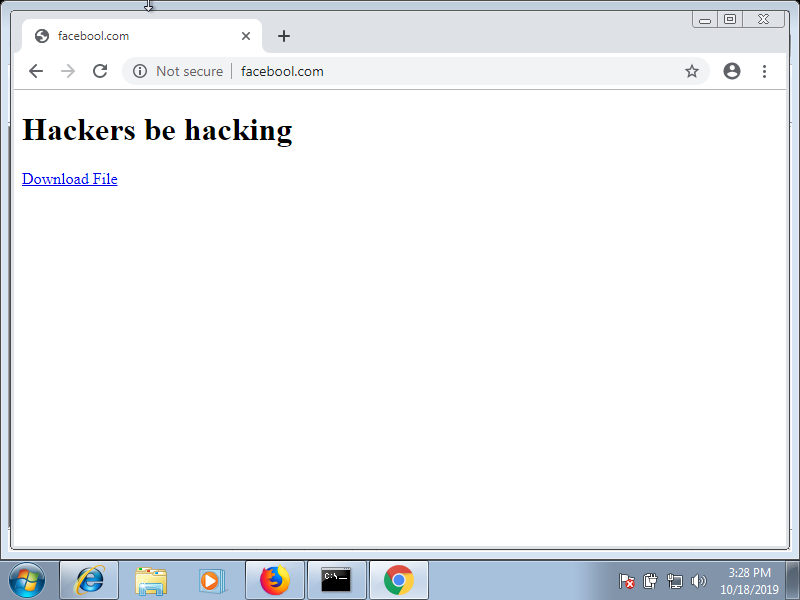 facebool.com
Not secure | facebool.com
Hackers be hacking
Download File
C:\_
3:28 PM
10/18/2019